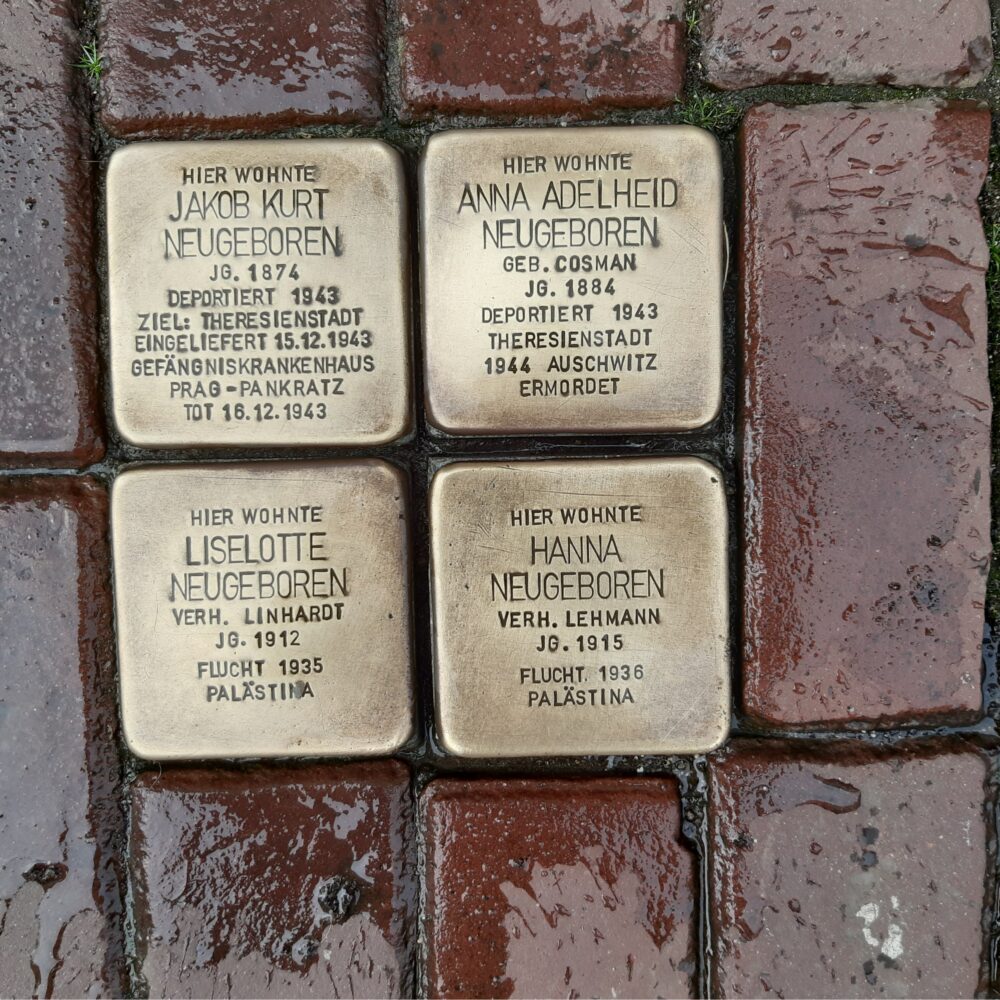 HIER WOHNTE
JAKOB KURT
NEUGEBOREN
JG. 1874
DEPORTIERT 1943
ZIEL: THERESIENSTADT
EINGELIEFERT 15.12.1943
GEFÄNGNISKRANKENHAUS
PRAG-PANKRATZ
TOT 16.12.1943
HIER WOHNTE
ANNA ADELHEID
NEUGEBOREN
GEB. COSMAN
JG. 1884
DEPORTIERT 1943
THERESIENSTADT
1944 AUSCHWITZ
ERMORDET
HIER WOHNTE
LISELOTTE
NEUGEBOREN
VERH. LINHARDT
JG. 1912
FLUCHT 1935
PALÄSTINA
HIER WOHNTE
HANNA
NEUGEBOREN
VERH. LEHMANN
JG. 1915
FLUCHT. 1936
PALÄSTINA